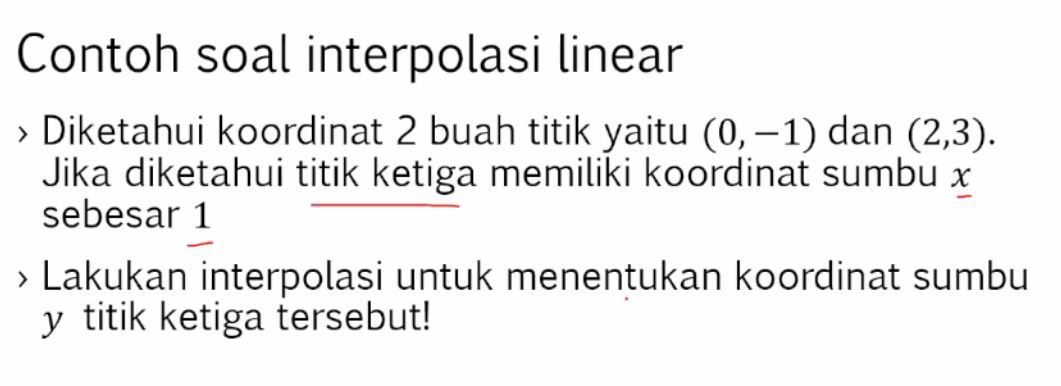 Contoh soal interpolasi linear
› Diketahui koordinat 2 buah titik yaitu (0, −1) dan (2,3).
Jika diketahui titik ketiga memiliki koordinat sumbu x
sebesar 1
› Lakukan interpolasi untuk menentukan koordinat sumbu
y titik ketiga tersebut!